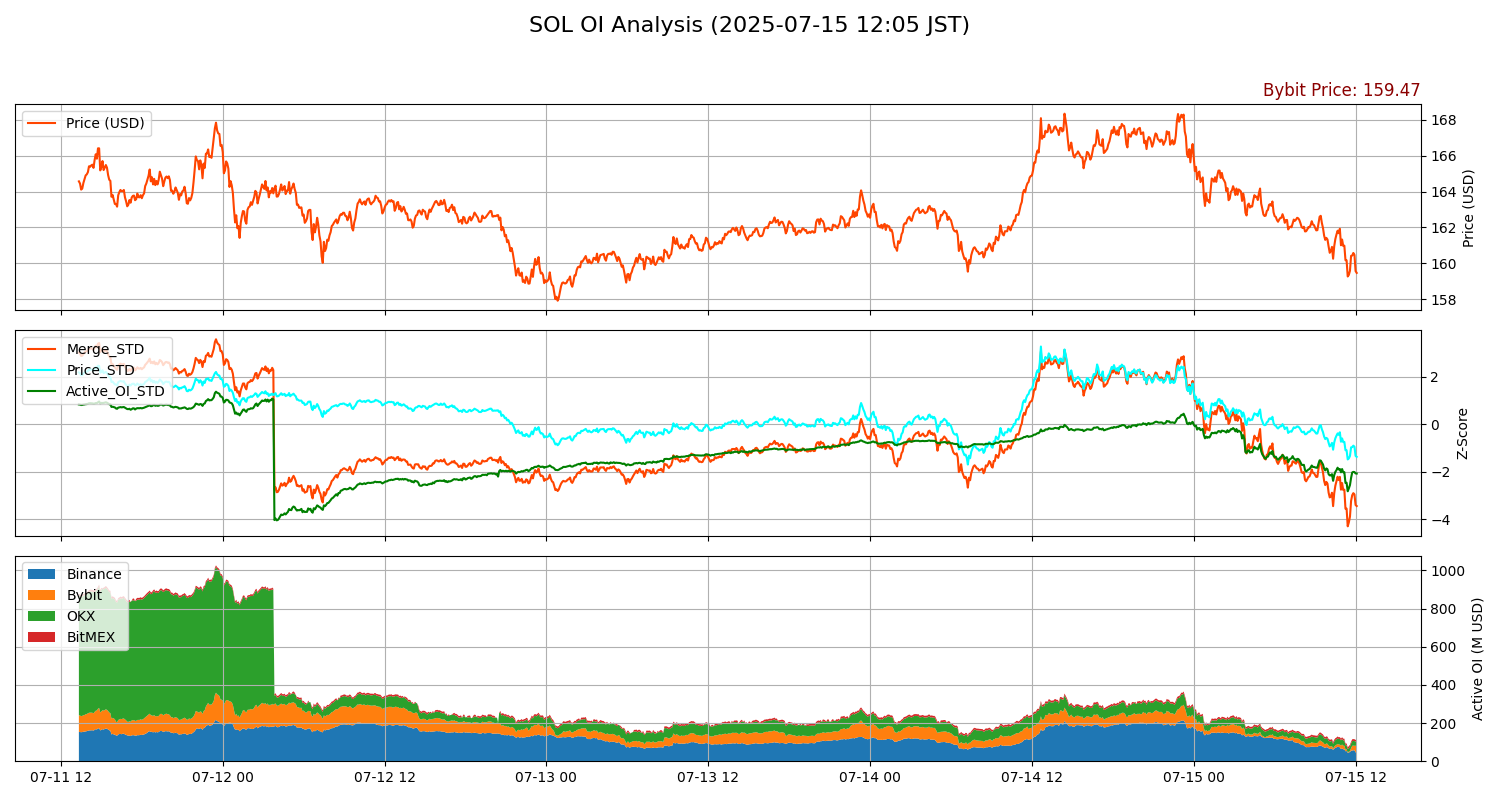 SOL OI Analysis (2025-07-15 12:05 JST)
Bybit Price: 159.47
Price (USD)
168
166
164
162
160
158
Price (USD)
Merge_STD
Price_STD
Active_OI_STD
2
0
−2
−4
Z-Score
Binance
Bybit
OKX
BitMEX
1000
800
600
400
200
0
Active OI (M USD)
07-11 12
07-12 00
07-12 12
07-13 00
07-13 12
07-14 00
07-14 12
07-15 00
07-15 12